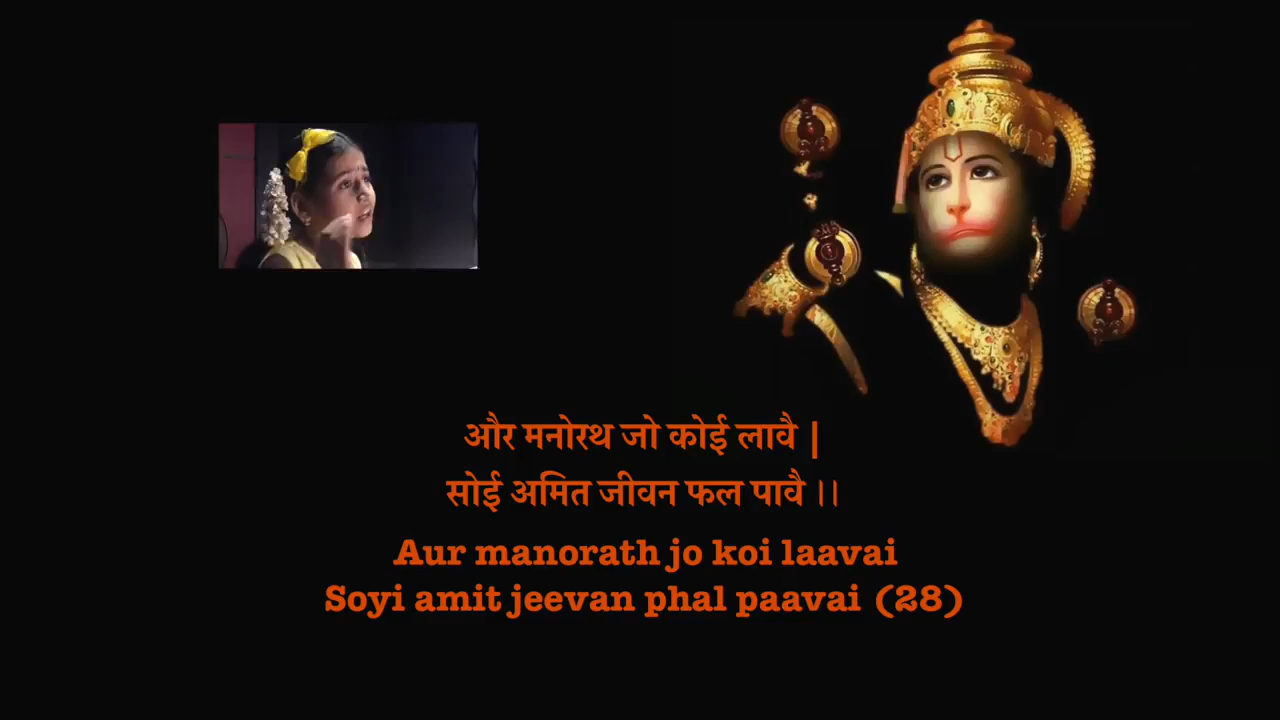 और मनोरथ जो कोई लावै |
सोई अमित जीवन फल पावै ।।
Aur manorath jo koi laavai
Soyi amit jeevan phal paavai (28)